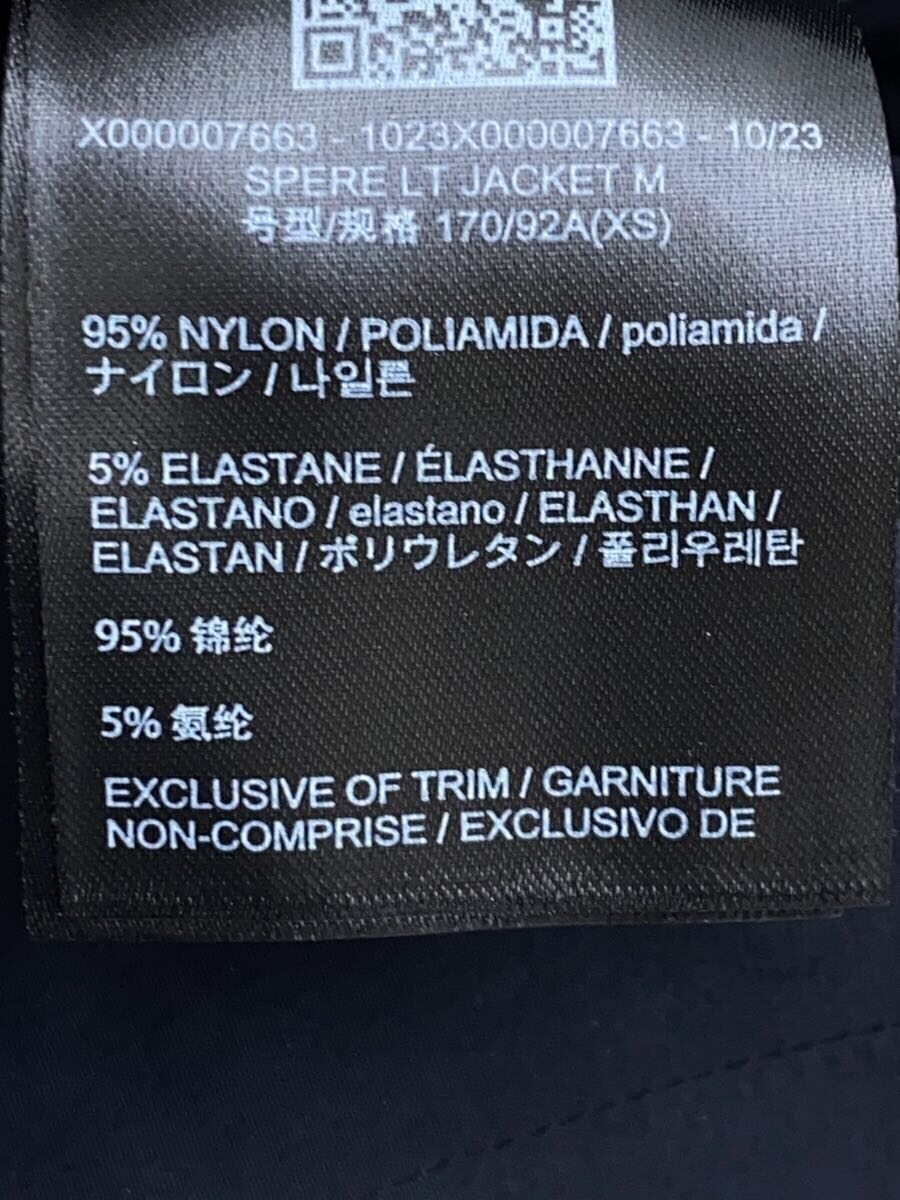 X000007663 - 1023X000007663 - 10/23
SPERE LT JACKET M
号型/规格 170/92A(XS)
95% NYLON / POLIAMIDA / poliamida /
ナイロン / 나일론
5% ELASTANE / ÉLASTHANNE /
ELASTANO / elastano / ELASTHAN /
ELASTAN / ポリウレタン / 폴리우레탄
95% 锦纶
5% 氨纶
EXCLUSIVE OF TRIM / GARNITURE
NON-COMPRISE / EXCLUSIVO DE